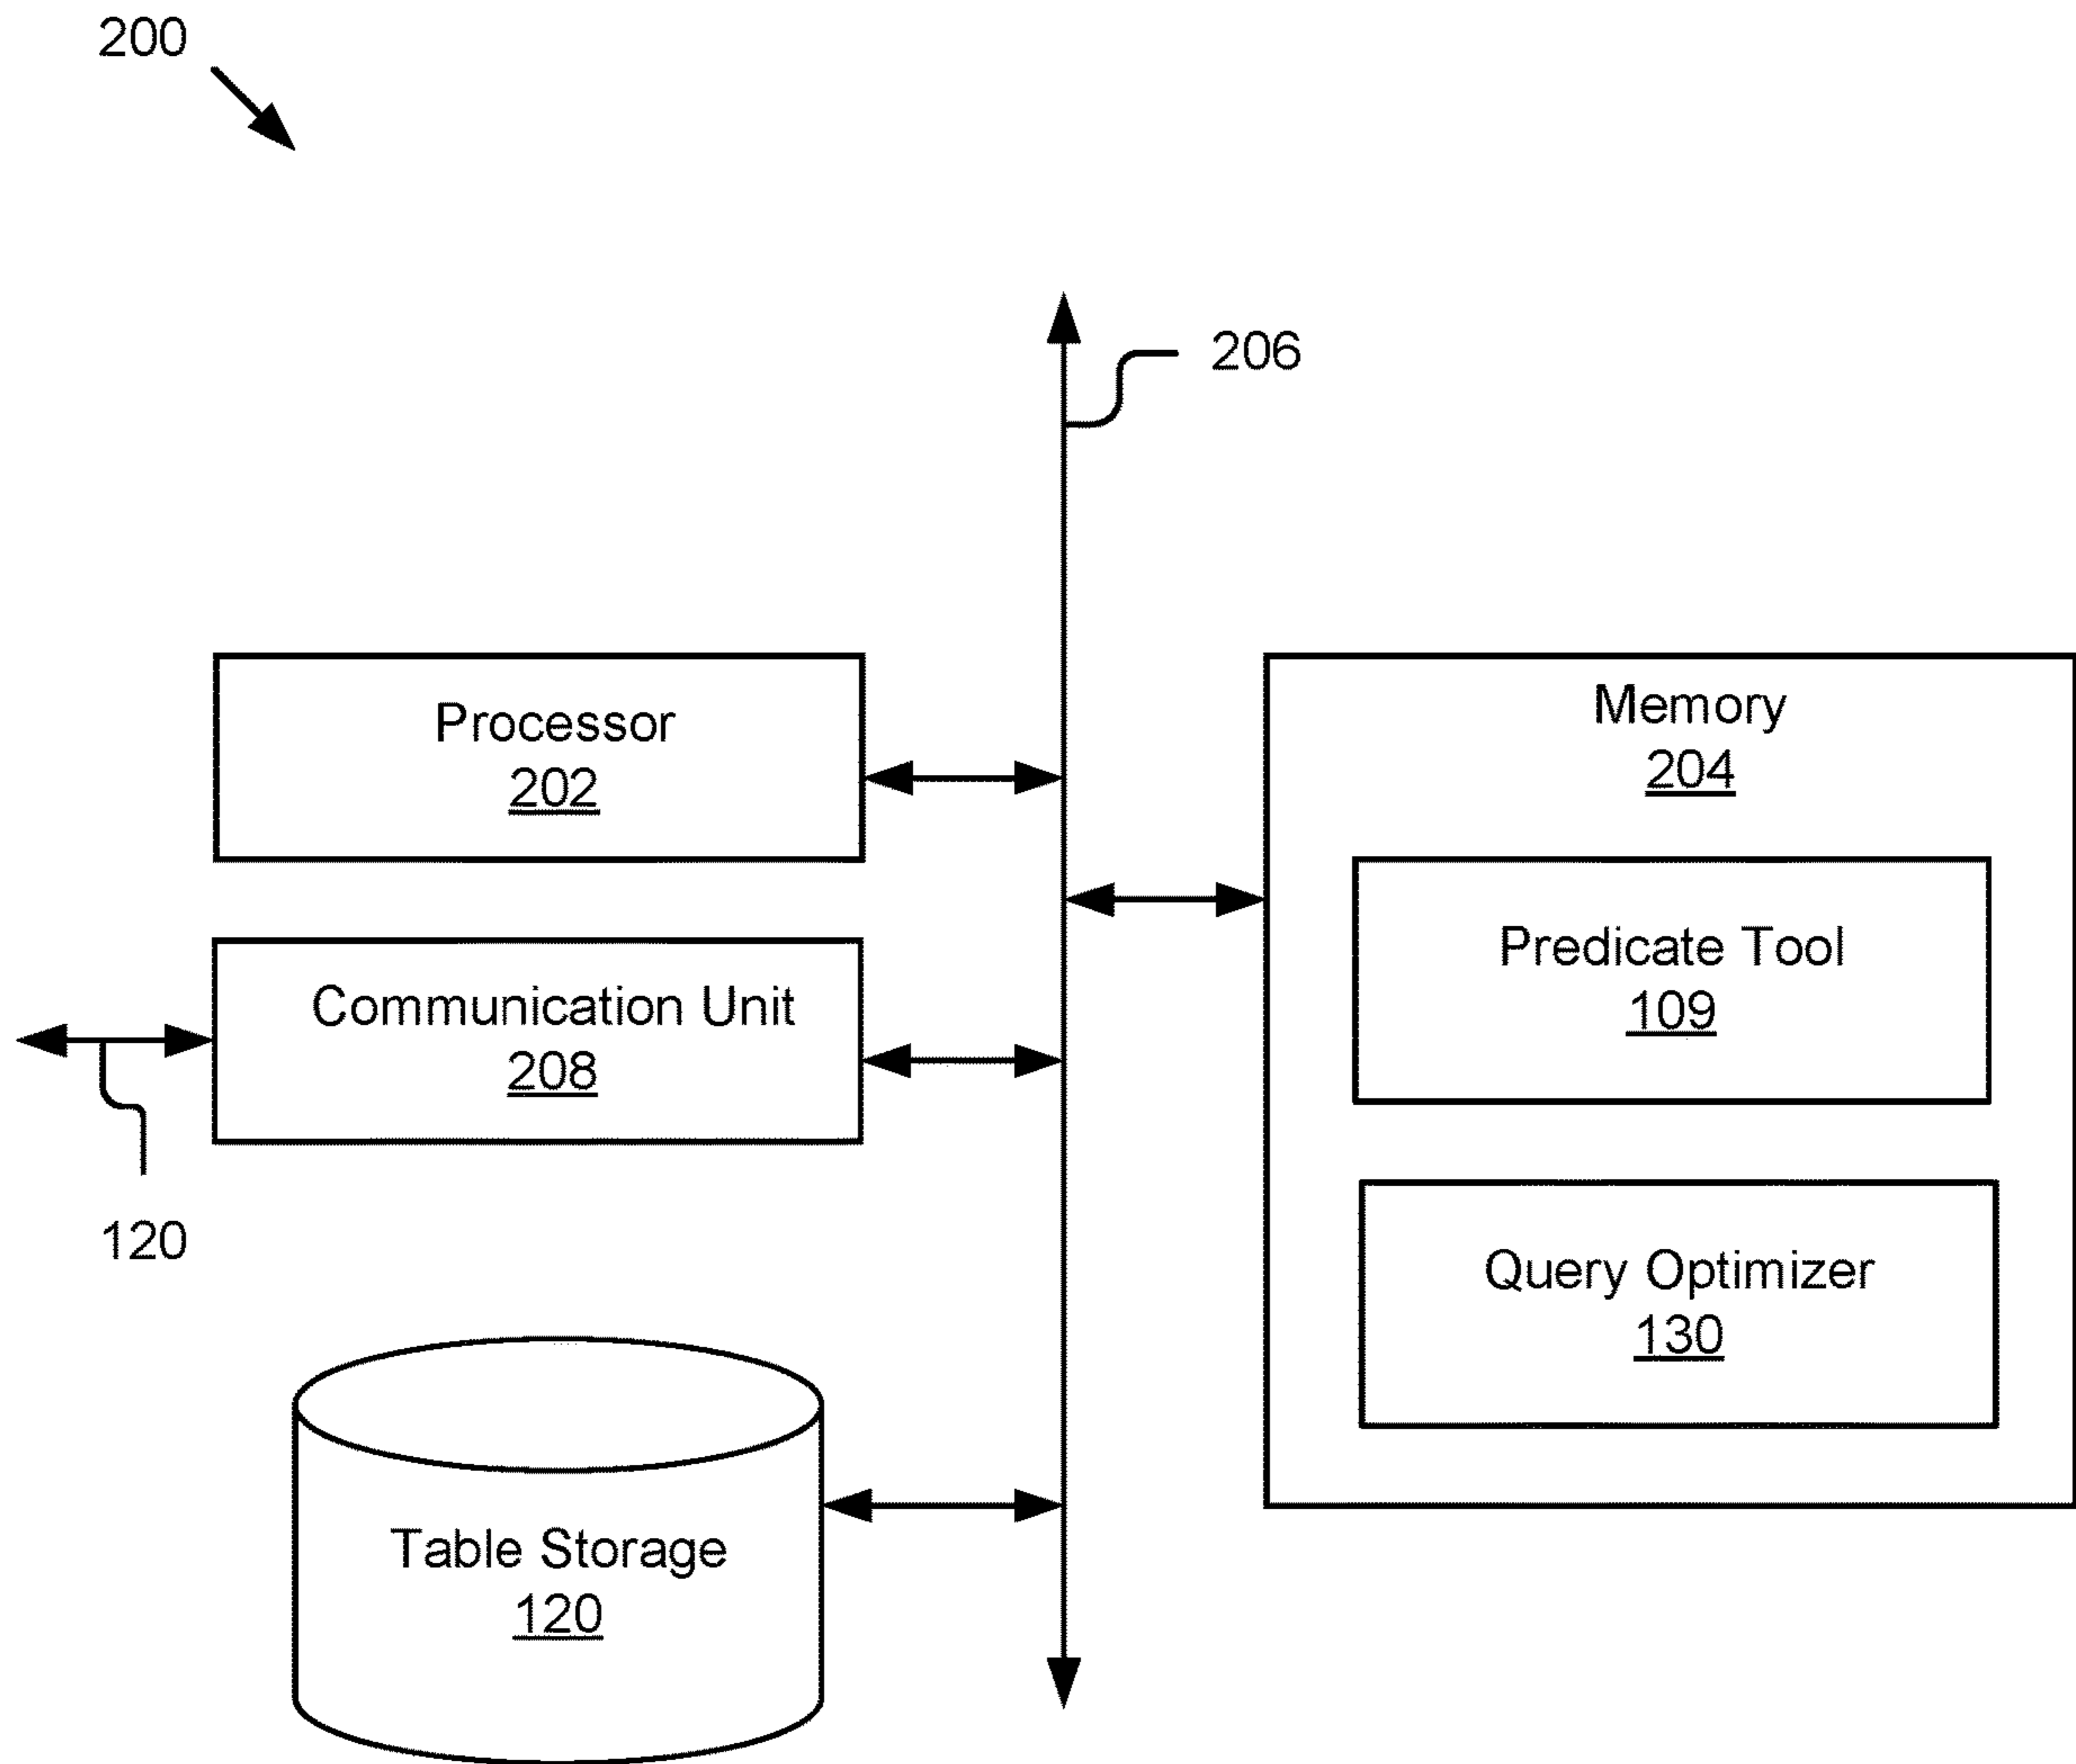 200
206
Processor
202
Memory
204
Predicate Tool
109
Communication Unit
208
120
Query Optimizer
130
Table Storage
120